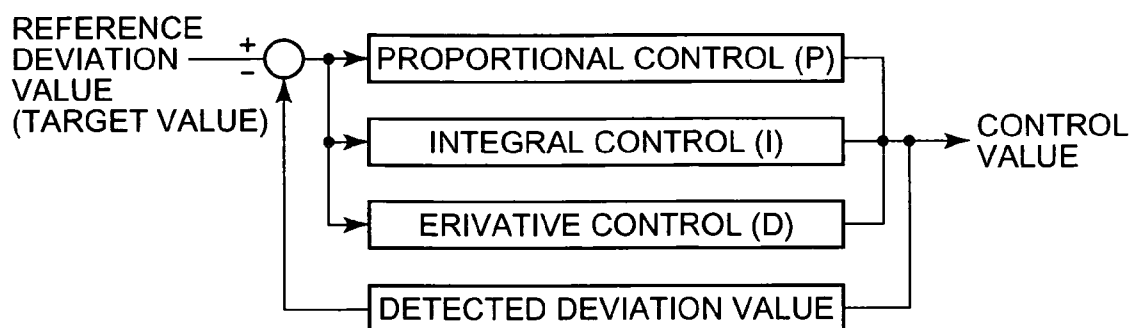 REFERENCE
DEVIATION
VALUE
(TARGET VALUE)
+
−
PROPORTIONAL CONTROL (P)
INTEGRAL CONTROL (I)
ERIVATIVE CONTROL (D)
DETECTED DEVIATION VALUE
CONTROL
VALUE